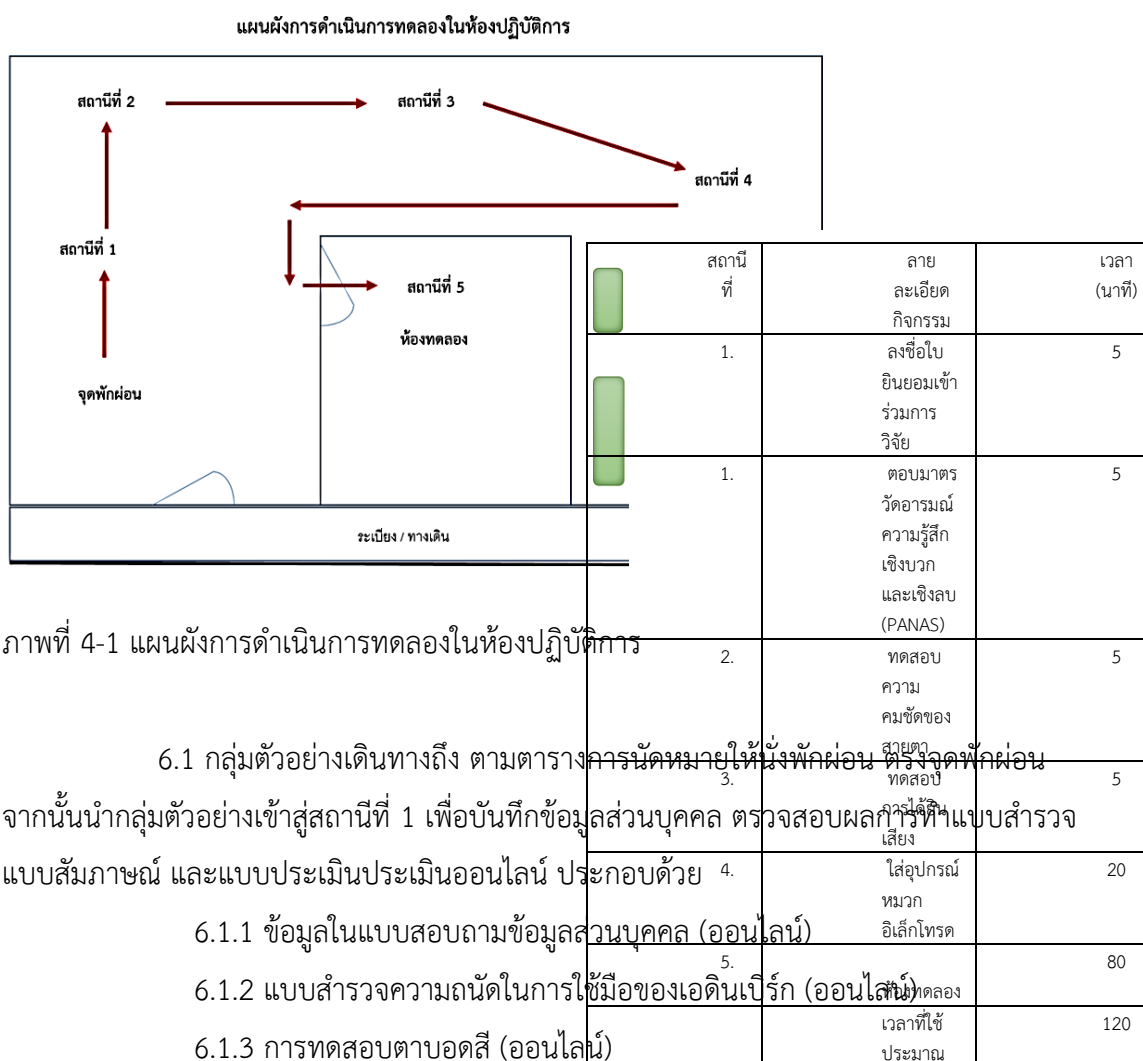 แผนผังการดำเนินการทดลองในห้องปฏิบัติการ
สถานีที่ 2
สถานีที่ 3
สถานีที่ 4
สถานีที่ 1
สถานีที่ 5
ห้องทดลอง
จุดพักผ่อน
ระเบียง / ทางเดิน
สถานี
ที่
ลาย
ละเอียด
กิจกรรม
เวลา
(นาที)
1.
ลงชื่อใบ
ยินยอมเข้า
ร่วมการ
วิจัย
5
1.
ตอบมาตร
วัดอารมณ์
ความรู้สึก
เชิงบวก
และเชิงลบ
(PANAS)
5
2.
ทดสอบ
ความ
คมชัดของ
สายตา
5
3.
ทดสอบ
การได้ยิน
เสียง
5
4.
ใส่อุปกรณ์
หมวก
อิเล็กโทรด
20
5.
ห้องทดลอง
80
เวลาที่ใช้
ประมาณ
120
ภาพที่ 4-1 แผนผังการดำเนินการทดลองในห้องปฏิบัติการ
6.1 กลุ่มตัวอย่างเดินทางถึง ตามตารางการนัดหมายให้นั่งพักผ่อน ตรงจุดพักผ่อน
จากนั้นนำกลุ่มตัวอย่างเข้าสู่สถานีที่ 1 เพื่อบันทึกข้อมูลส่วนบุคคล ตรวจสอบผลการทำแบบสำรวจ
แบบสัมภาษณ์ และแบบประเมินประเมินออนไลน์ ประกอบด้วย
6.1.1 ข้อมูลในแบบสอบถามข้อมูลส่วนบุคคล (ออนไลน์)
6.1.2 แบบสำรวจความถนัดในการใช้มือของเอดินเบิร์ก (ออนไลน์)
6.1.3 การทดสอบตาบอดสี (ออนไลน์)